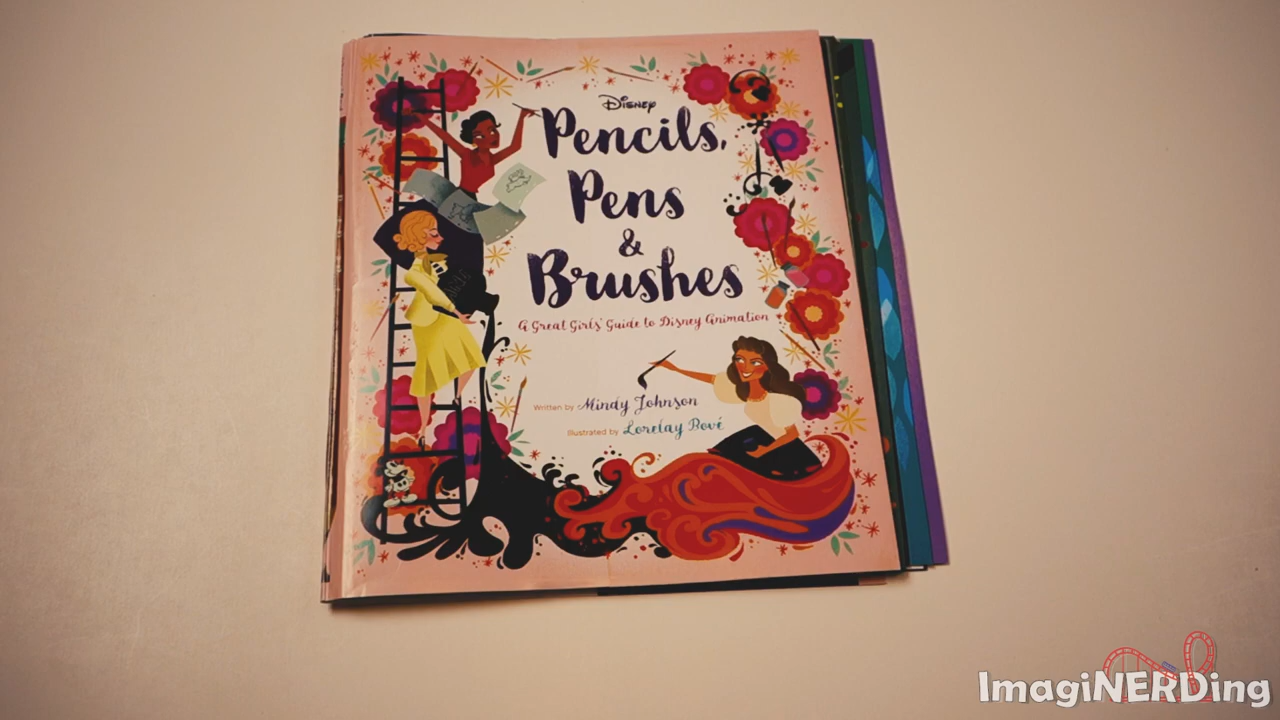 Disney
Pencils,
Pens
&
Brushes
A Great Girls' Guide to Disney Animation
Written by Mindy Johnson
Illustrated by Lorelay Bové
ImagiNERDing